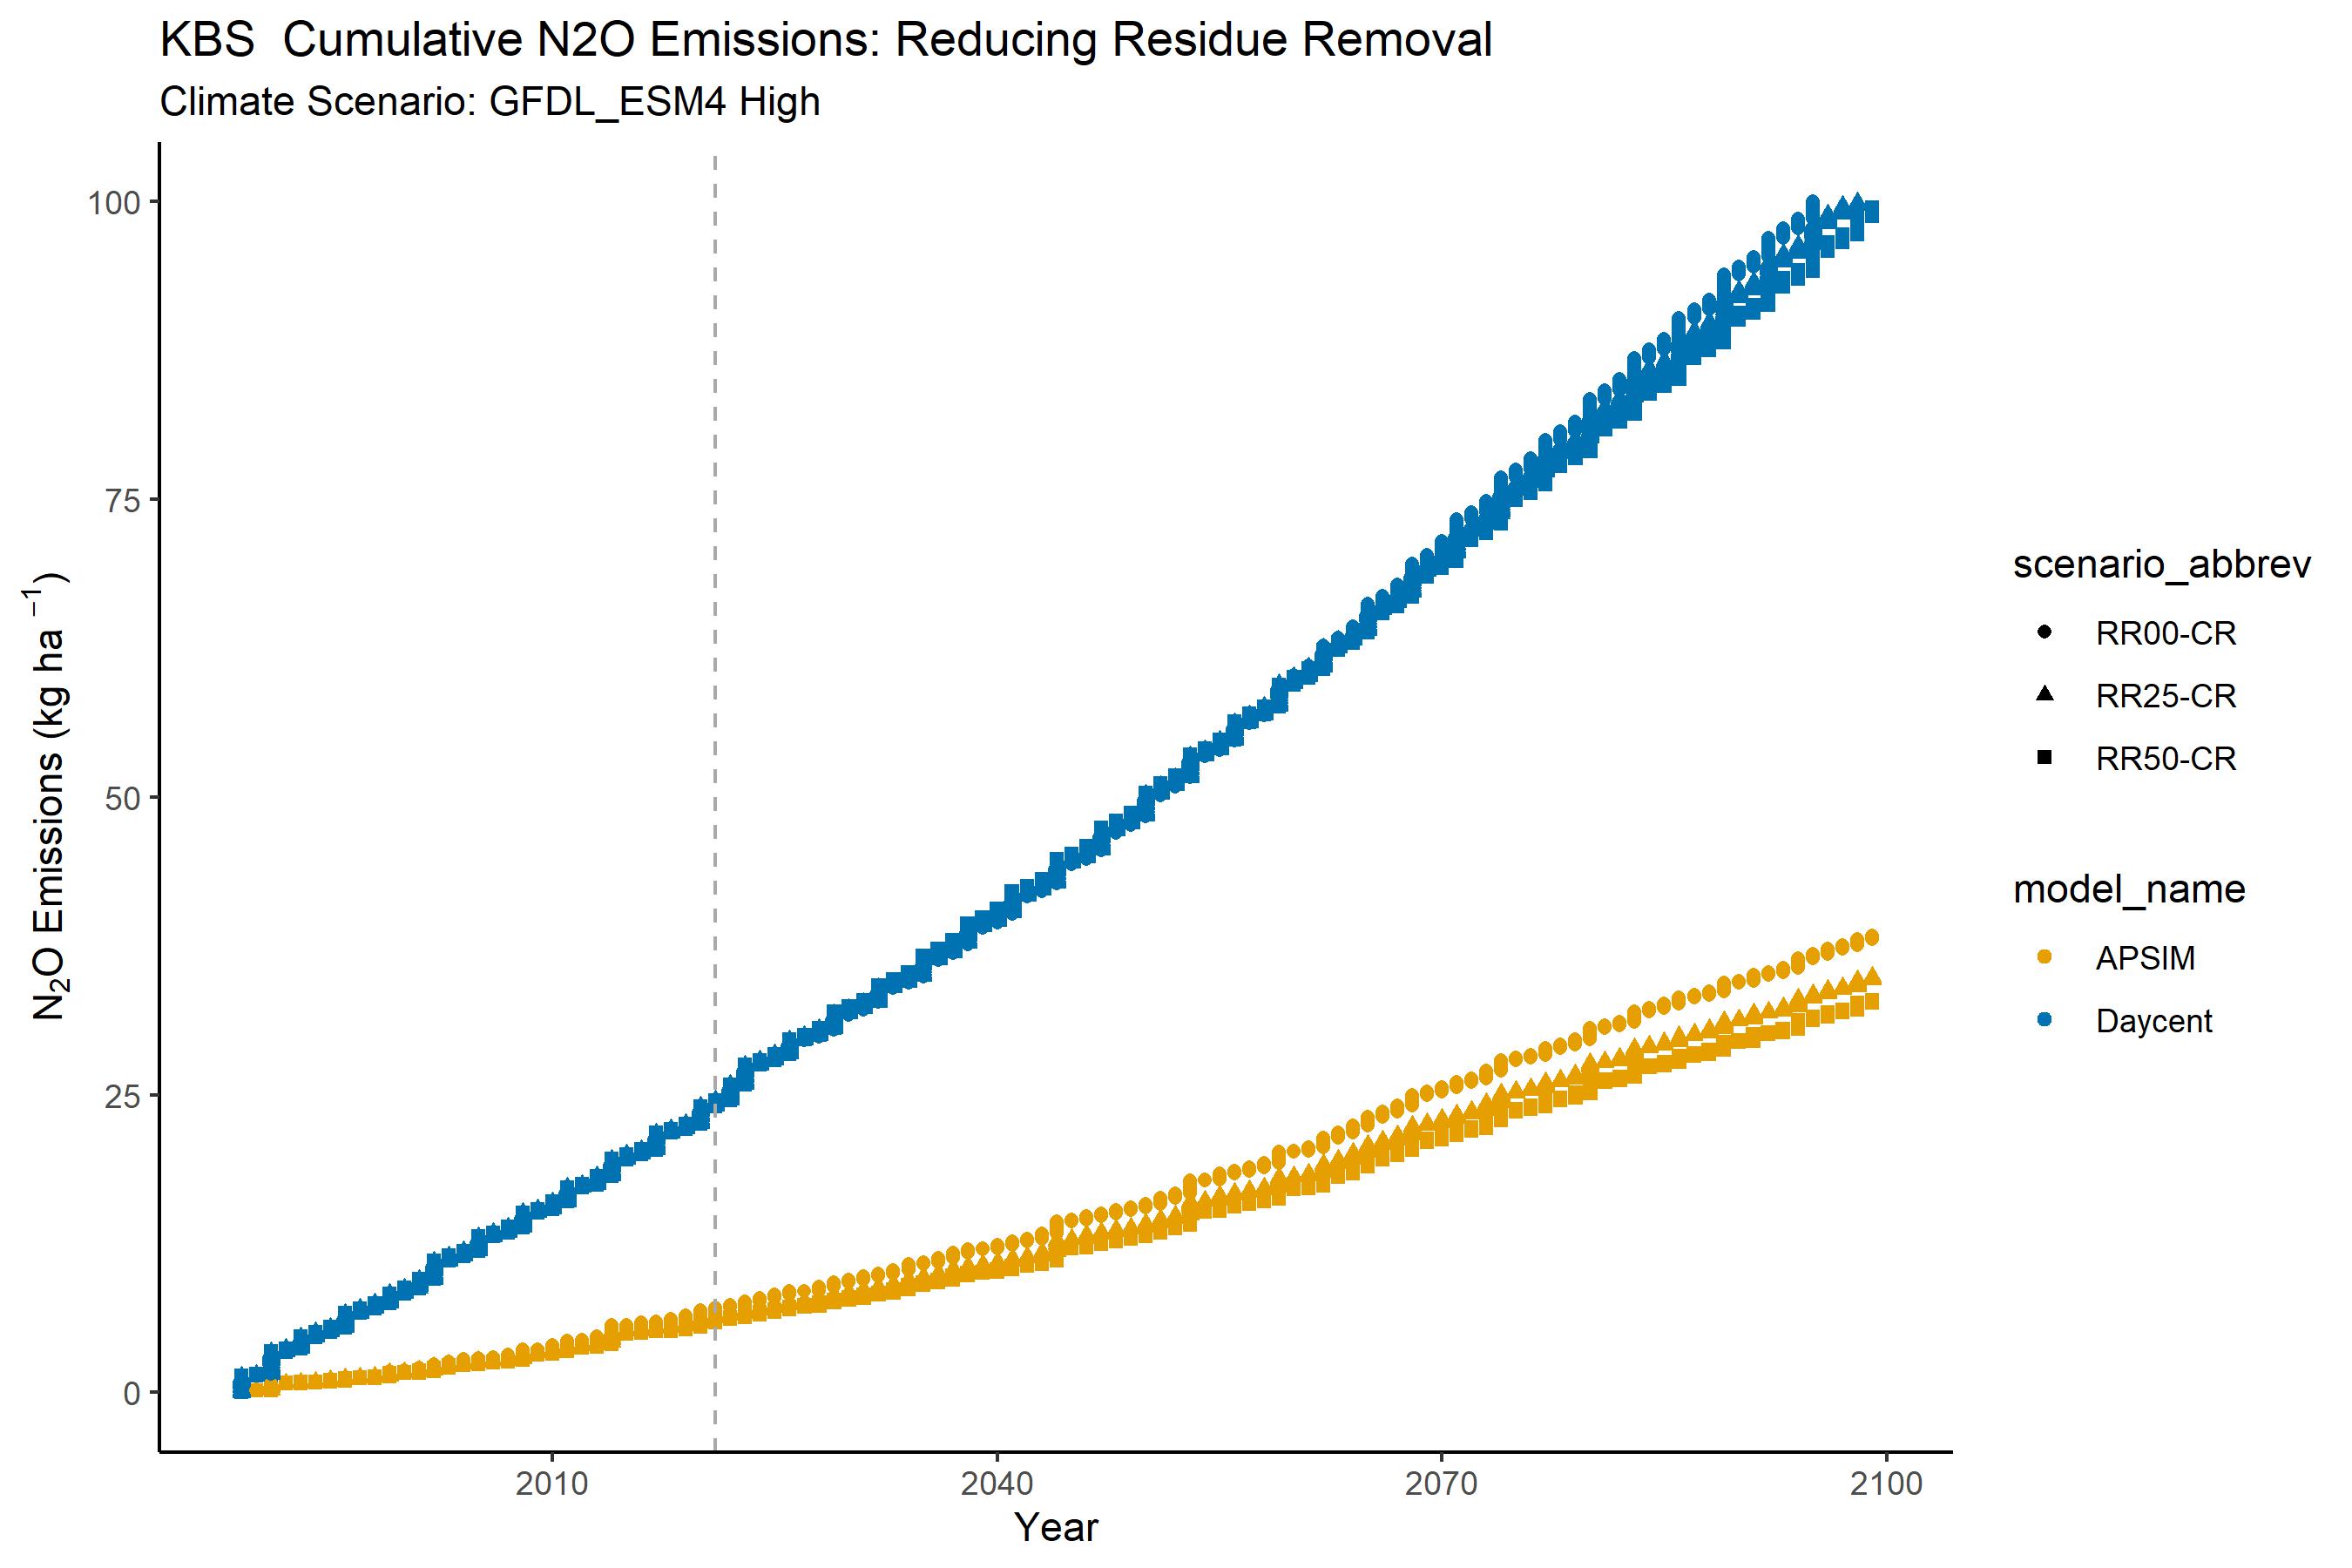 KBS  Cumulative N2O Emissions: Reducing Residue Removal
Climate Scenario: GFDL_ESM4 High
N₂O Emissions (kg ha ⁻¹)
100
75
50
25
0
2010
2040
2070
2100
Year
scenario_abbrev
RR00-CR
RR25-CR
RR50-CR
model_name
APSIM
Daycent